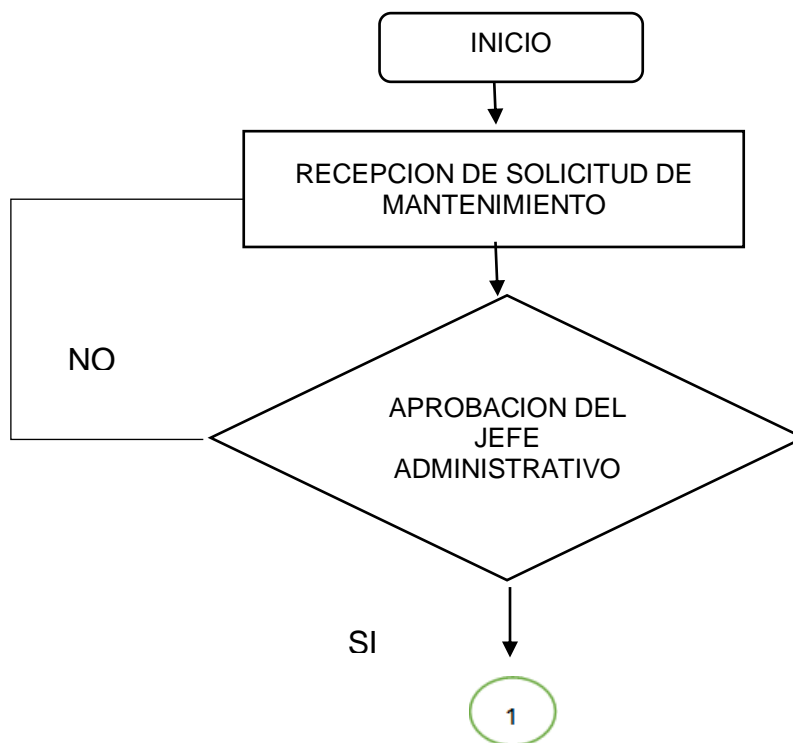 INICIO
RECEPCION DE SOLICITUD DE
MANTENIMIENTO
NO
APROBACION DEL
JEFE
ADMINISTRATIVO
SI
1